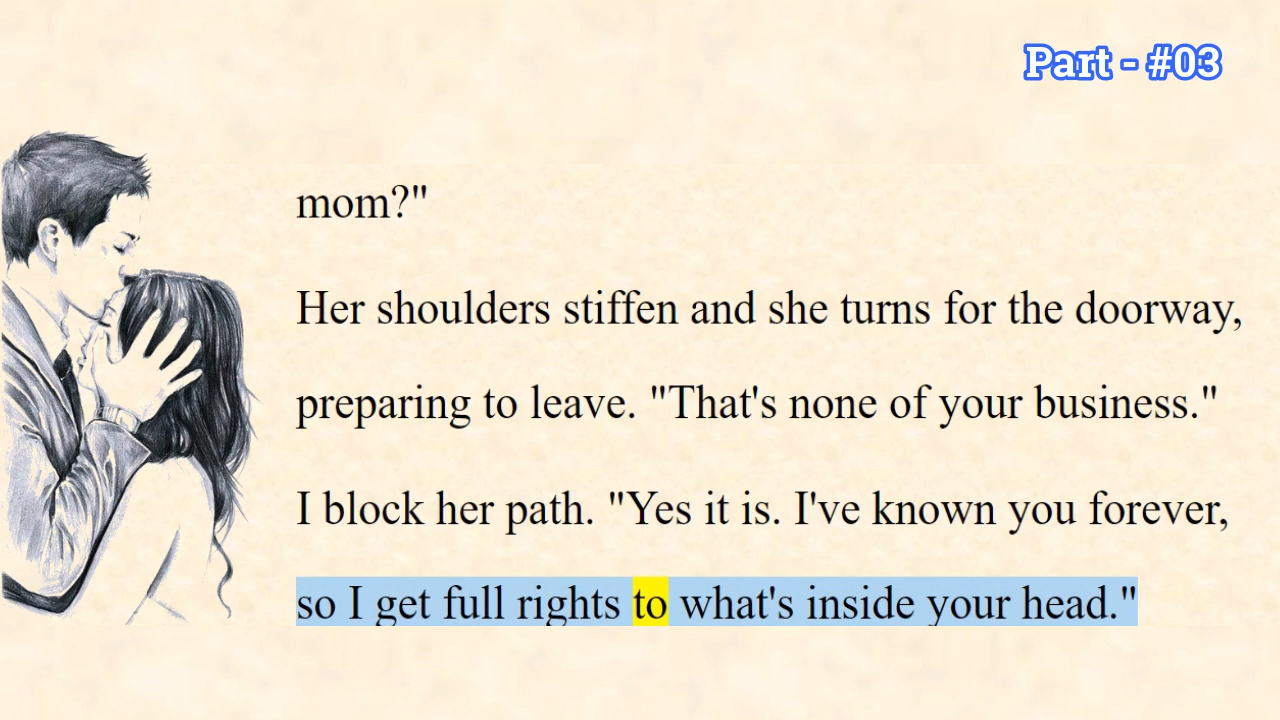 Part - #03
mom?"
Her shoulders stiffen and she turns for the doorway,
preparing to leave. "That's none of your business."
I block her path. "Yes it is. I've known you forever,
so I get full rights to what's inside your head."